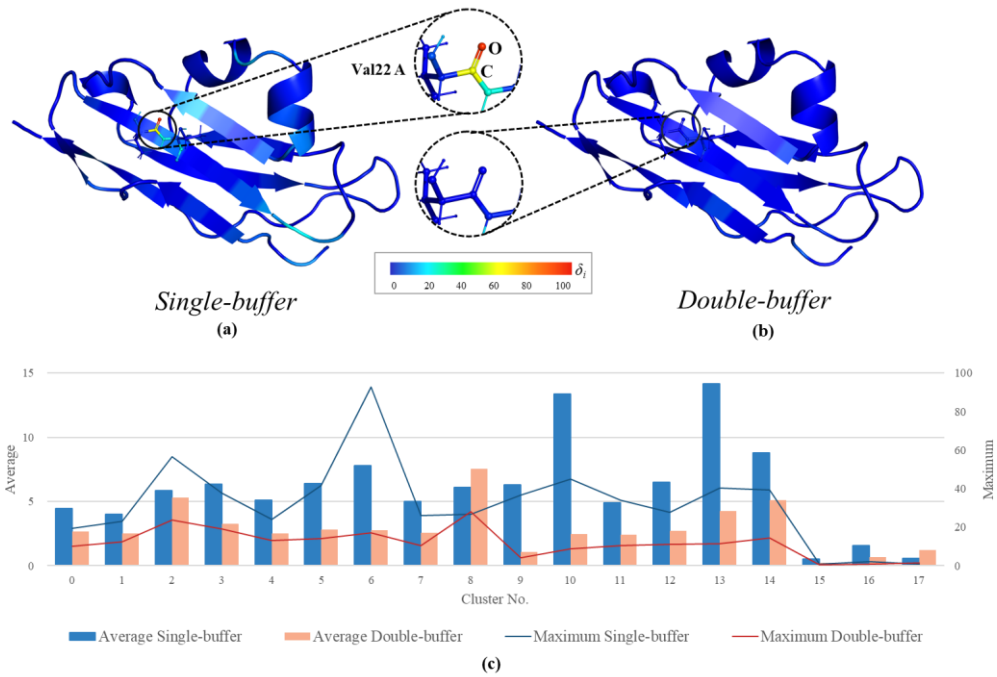 O
Val22 A
C
0 20 40 60 80 100 δi
Single-buffer
Double-buffer
(a)
(b)
15
100
80
10
60
40
5
20
0
0
Average
Maximum
0 1 2 3 4 5 6 7 8 9 10 11 12 13 14 15 16 17
Cluster No.
Average Single-buffer Average Double-buffer Maximum Single-buffer Maximum Double-buffer
(c)